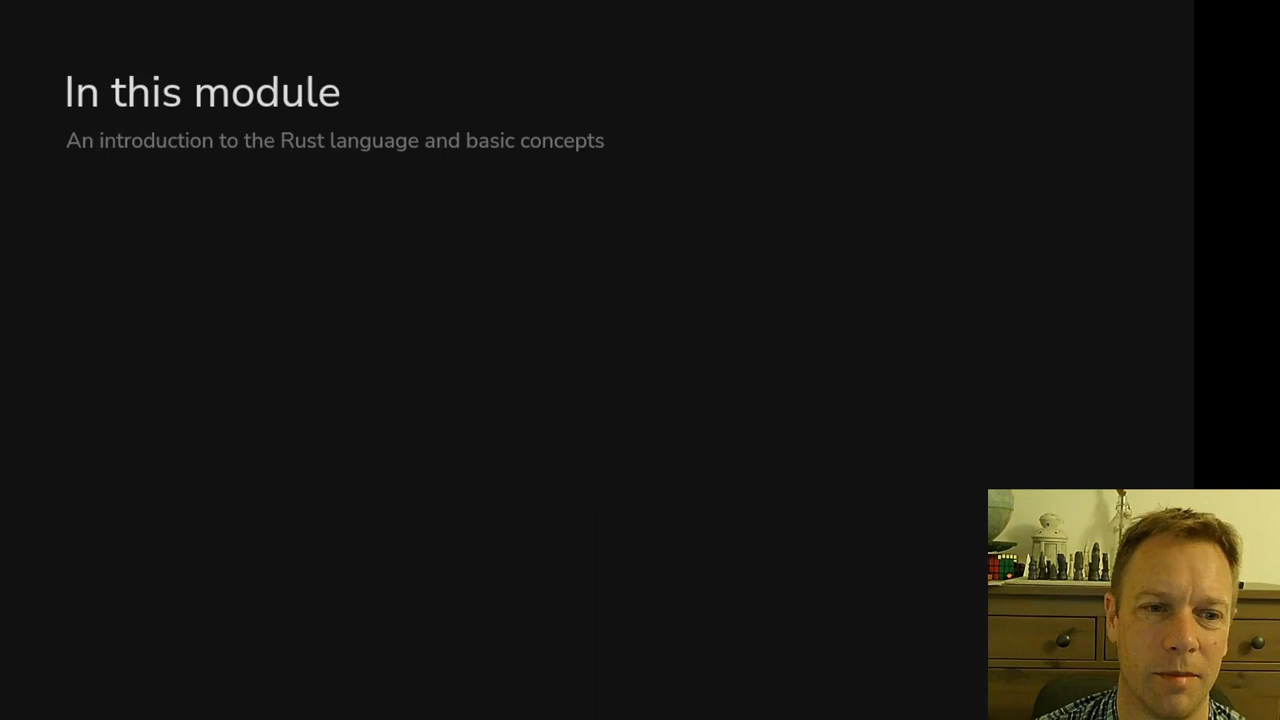 In this module
An introduction to the Rust language and basic concepts